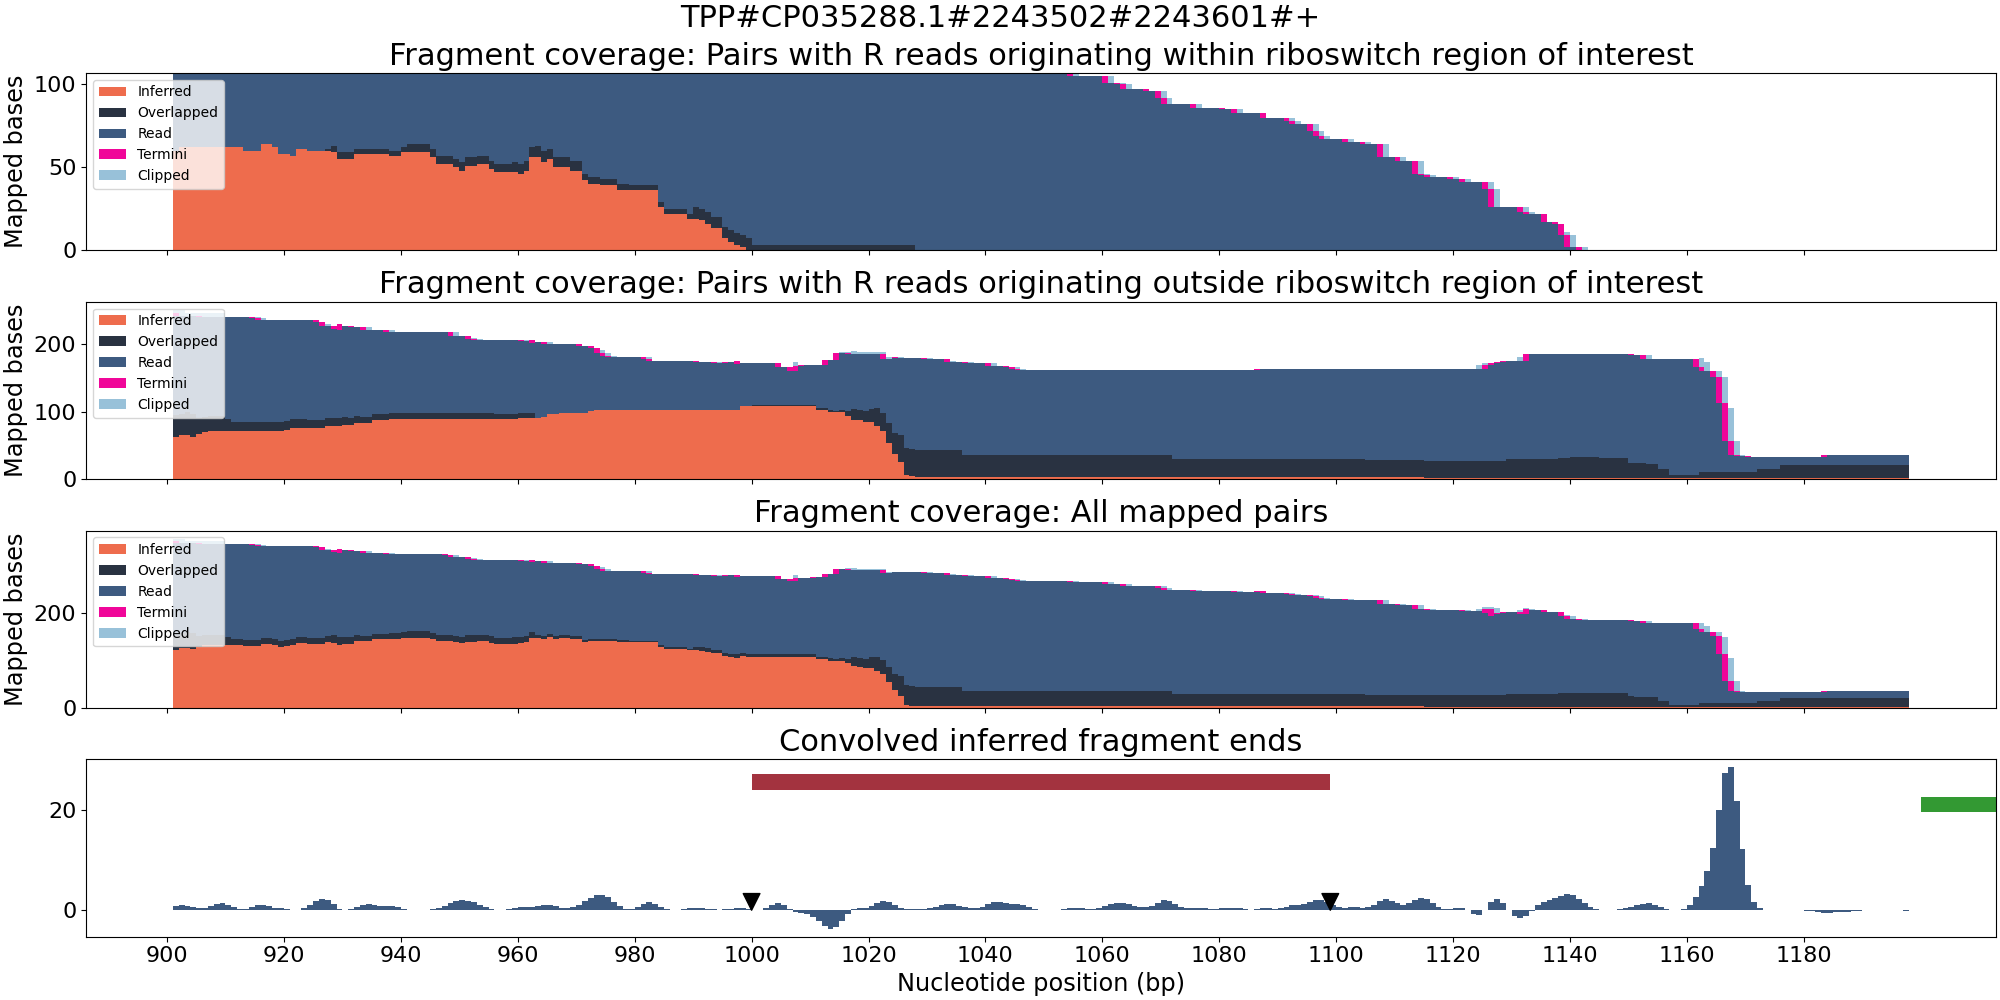 TPP#CP035288.1#2243502#2243601#+
Fragment coverage: Pairs with R reads originating within riboswitch region of interest
Mapped bases
100
50
0
Inferred
Overlapped
Read
Termini
Clipped
Fragment coverage: Pairs with R reads originating outside riboswitch region of interest
Mapped bases
200
100
0
Inferred
Overlapped
Read
Termini
Clipped
Fragment coverage: All mapped pairs
Mapped bases
200
0
Inferred
Overlapped
Read
Termini
Clipped
Convolved inferred fragment ends
20
0
900 920 940 960 980 1000 1020 1040 1060 1080 1100 1120 1140 1160 1180
Nucleotide position (bp)